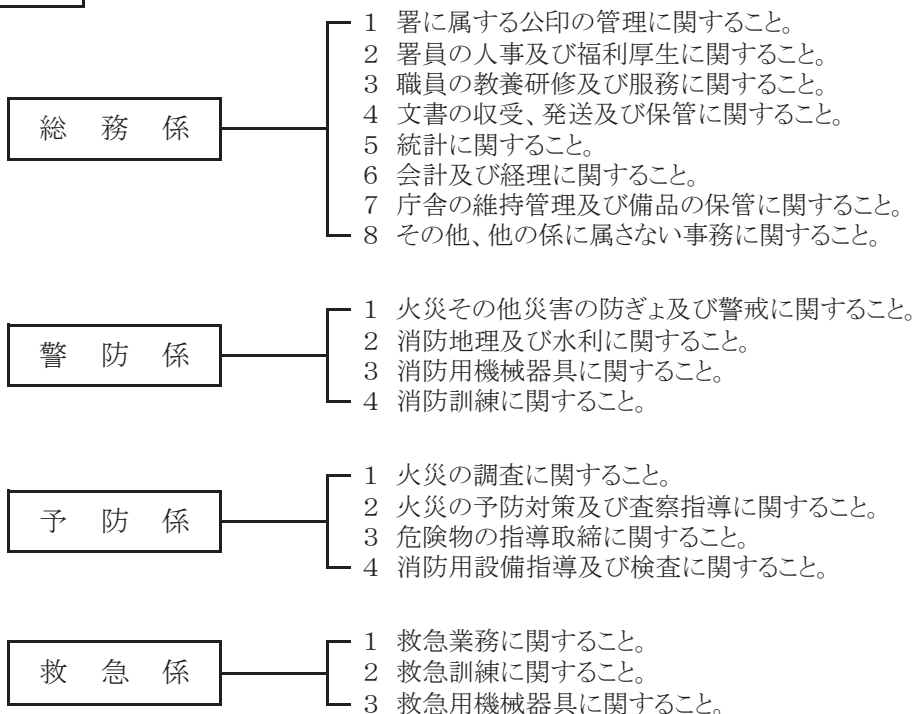 総務係
1 署に属する公印の管理に関すること。
2 署員の人事及び福利厚生に関すること。
3 職員の教養研修及び服務に関すること。
4 文書の収受、発送及び保管に関すること。
5 統計に関すること。
6 会計及び経理に関すること。
7 庁舎の維持管理及び備品の保管に関すること。
8 その他、他の係に属さない事務に関すること。
警防係
1 火災その他災害の防ぎょ及び警戒に関すること。
2 消防地理及び水利に関すること。
3 消防用機械器具に関すること。
4 消防訓練に関すること。
予防係
1 火災の調査に関すること。
2 火災の予防対策及び査察指導に関すること。
3 危険物の指導取締に関すること。
4 消防用設備指導及び検査に関すること。
救急係
1 救急業務に関すること。
2 救急訓練に関すること。
3 救急用機械器具に関すること。